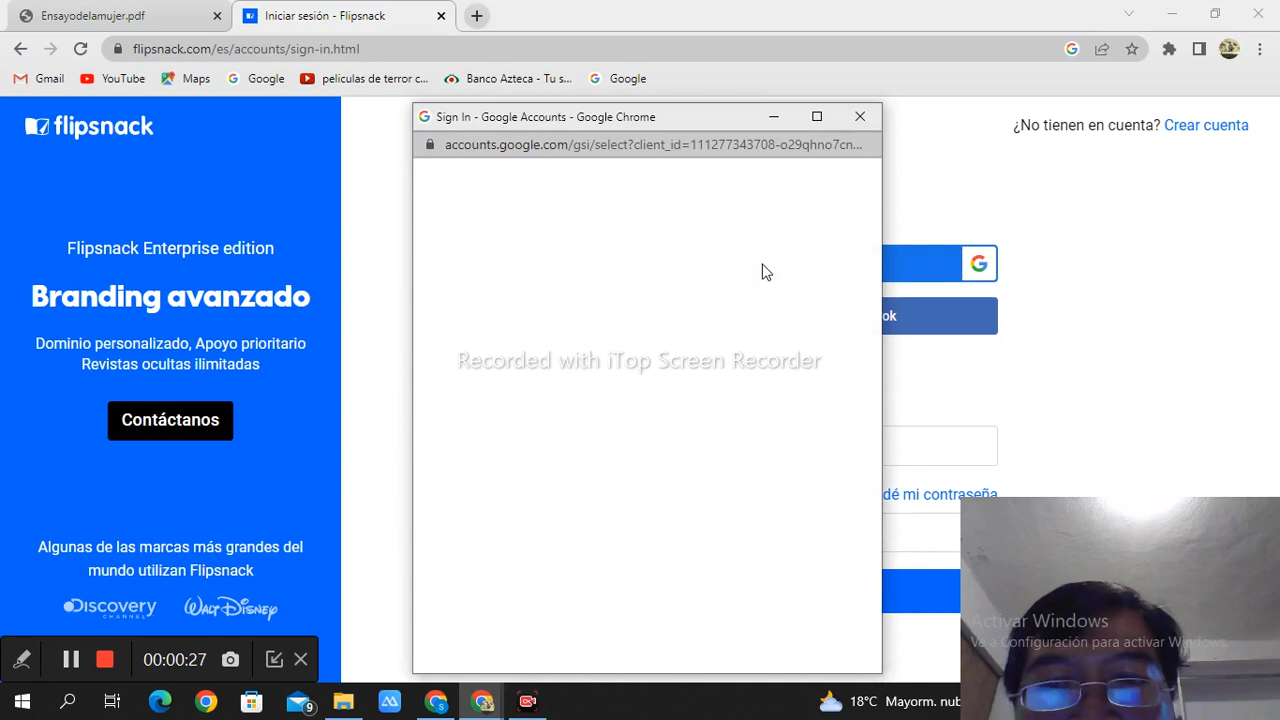 Ensayodelamujer.pdf
Iniciar sesión - Flipsnack
flipsnack.com/es/accounts/sign-in.html
Gmail
YouTube
Maps
Google
peliculas de terror c...
Banco Azteca - Tu s...
Google
flipsnack
¿No tienen en cuenta? Crear cuenta
Sign In - Google Accounts - Google Chrome
accounts.google.com/gsi/select?client_id=111277343708-o29qhno7cn...
Flipsnack Enterprise edition
Branding avanzado
Dominio personalizado, Apoyo prioritario
Revistas ocultas ilimitadas
Contáctanos
ok
Recorded with iTop Screen Recorder
dé mi contraseña
Algunas de las marcas más grandes del
mundo utilizan Flipsnack
Discovery
CHANNEL
WALT DISNEY
Activar Windows
Ve a Configuración para activar Windows.
00:00:27
9
S
18°C Mayorm. nub